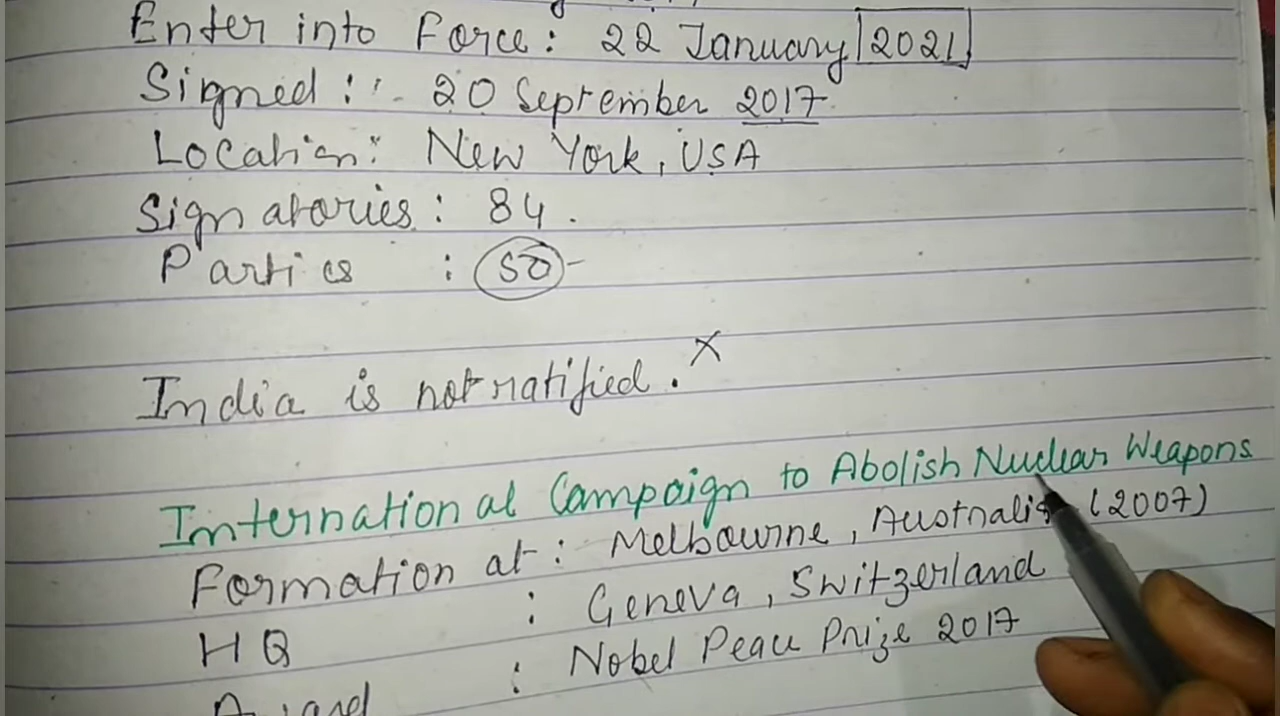 Enter into Force: 22 January 2021
Signed :- 20 September 2017
Location: New York, USA
Signatories: 84.
Parties : 50 -
India is not ratified. X
International Campaign to Abolish Nuclear Weapons
Formation at: Melbourne, Australia (2007)
HQ : Geneva, Switzerland
Award : Nobel Peace Prize 2017